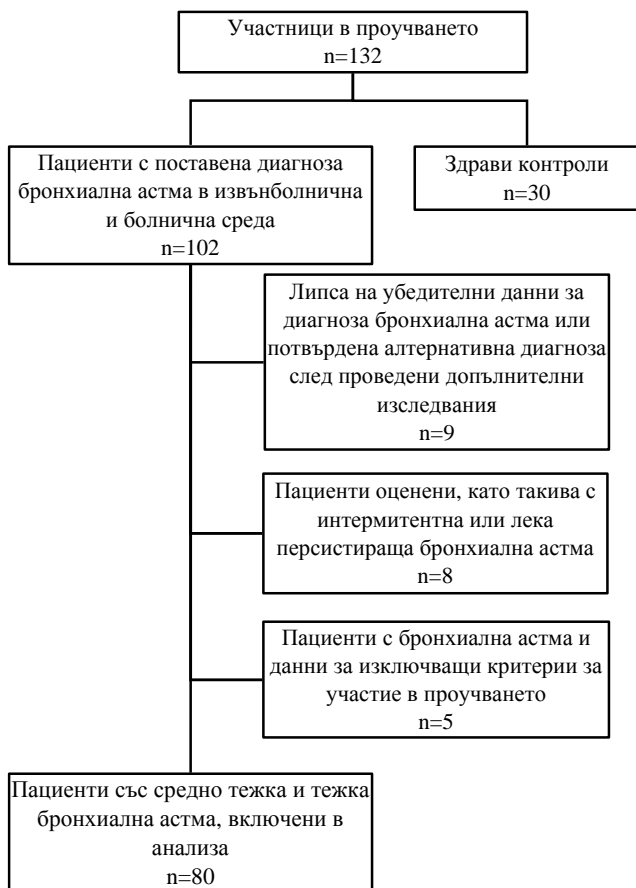 Участници в проучването
n=132
Пациенти с поставена диагноза
бронхиална астма в извънболнична
и болнична среда
n=102
Здрави контроли
n=30
Липса на убедителни данни за
диагноза бронхиална астма или
потвърдена алтернативна диагноза
след проведени допълнителни
изследвания
n=9
Пациенти оценени, като такива с
интермитентна или лека
персистираща бронхиална астма
n=8
Пациенти с бронхиална астма и
данни за изключващи критерии за
участие в проучването
n=5
Пациенти със средно тежка и тежка
бронхиална астма, включени в
анализа
n=80